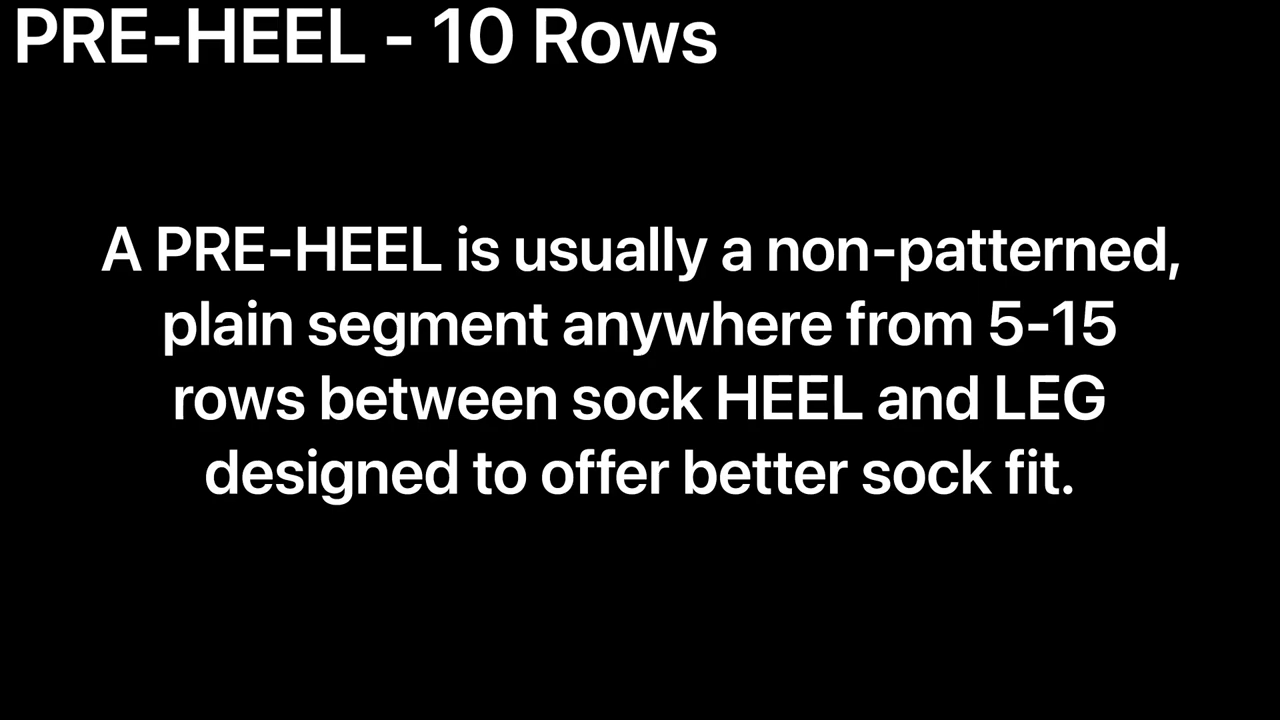 PRE-HEEL - 10 Rows
A PRE-HEEL is usually a non-patterned,
plain segment anywhere from 5-15
rows between sock HEEL and LEG
designed to offer better sock fit.